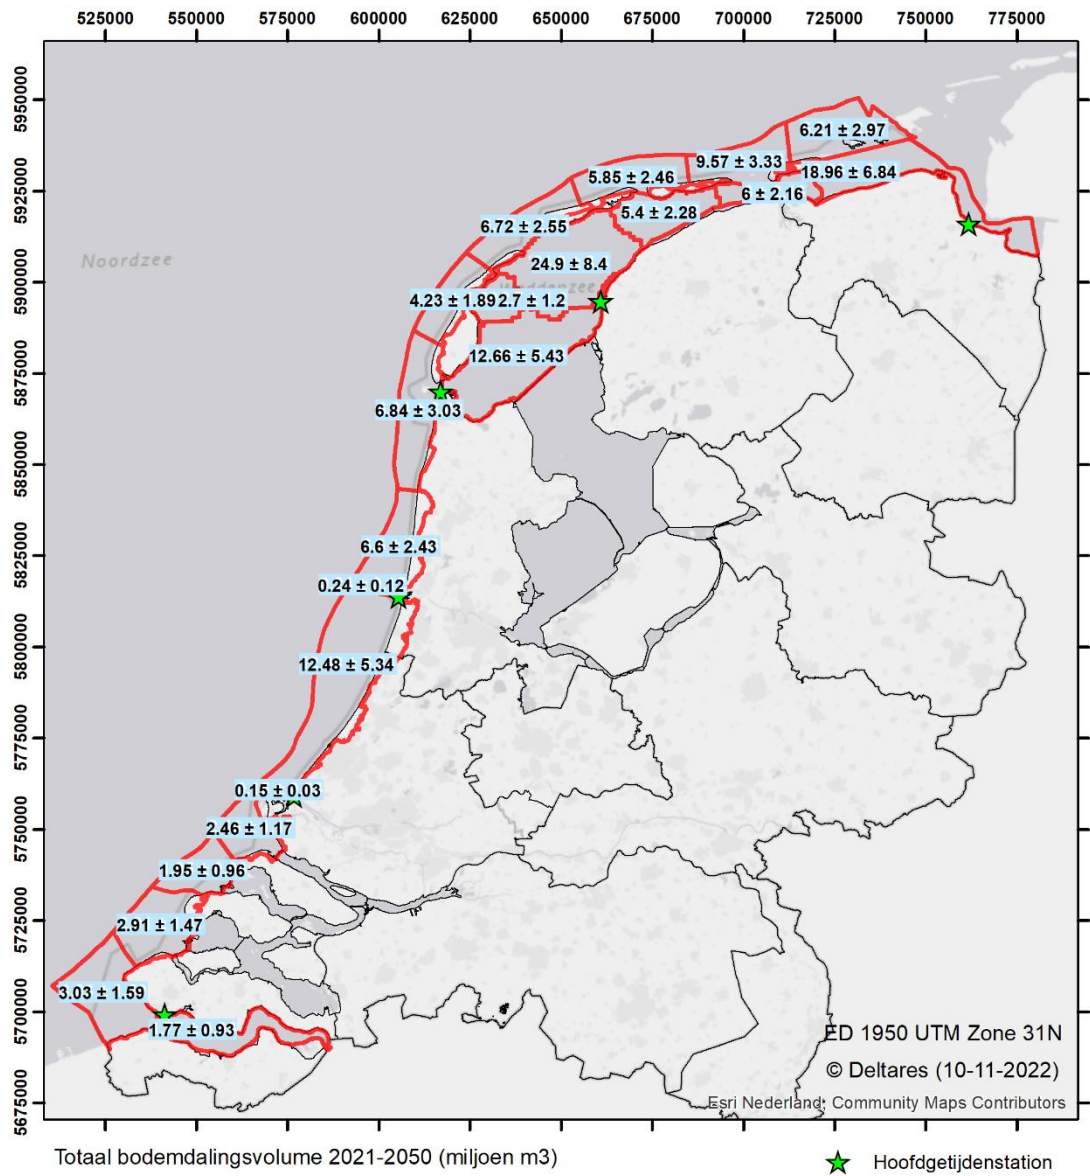 525000 550000 575000 600000 625000 650000 675000 700000 725000 750000 775000
5950000
6.21 ± 2.97
9.57 ± 3.33
5.85 ± 2.46
18.96 ± 6.84
5925000
6 ± 2.16
5.4 ± 2.28
6.72 ± 2.55
Noordzee
24.9 ± 8.4
5900000
Waddenzee
4.23 ± 1.89
2.7 ± 1.2
12.66 ± 5.43
5875000
6.84 ± 3.03
5850000
6.6 ± 2.43
5825000
0.24 ± 0.12
5800000
12.48 ± 5.34
5775000
0.15 ± 0.03
5750000
2.46 ± 1.17
1.95 ± 0.96
5725000
2.91 ± 1.47
3.03 ± 1.59
5700000
1.77 ± 0.93
ED 1950 UTM Zone 31N
© Deltares (10-11-2022)
5675000
Esri Nederland; Community Maps Contributors
Totaal bodemdalingsvolume 2021-2050 (miljoen m3)
Hoofdgetijdenstation